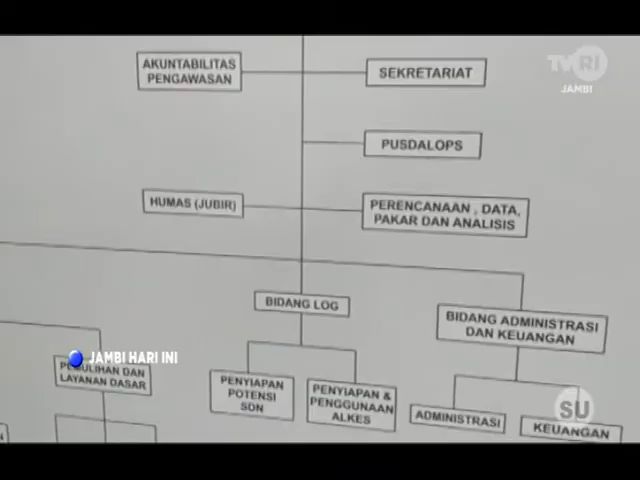 AKUNTABILITAS
PENGAWASAN
SEKRETARIAT
TVRI
JAMBI
PUSDALOPS
HUMAS (JUBIR)
PERENCANAAN , DATA,
PAKAR DAN ANALISIS
BIDANG LOG
BIDANG ADMINISTRASI
DAN KEUANGAN
JAMBI HARI INI
PEMULIHAN DAN
LAYANAN DASAR
PENYIAPAN
POTENSI
SDN
PENYIAPAN &
PENGGUNAAN
ALKES
ADMINISTRASI
KEUANGAN
SU